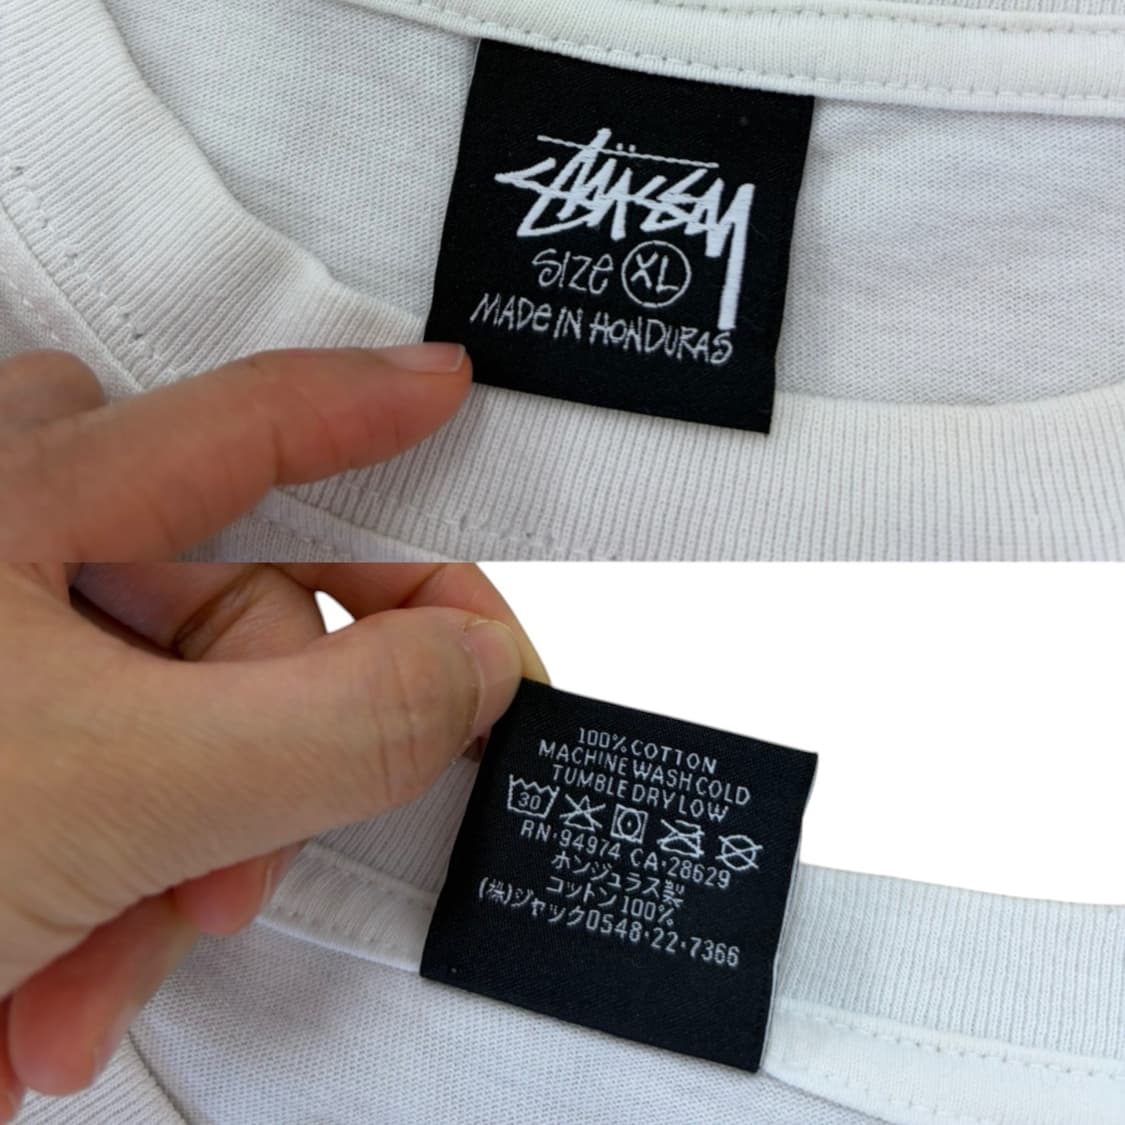 STÜSSY
SIZE XL
MADE IN HONDURAS
100% COTTON
MACHINE WASH COLD
TUMBLE DRY LOW
30
RN·94974 CA·28629
ホンジュラス製
コットン100%
(株)ジャック0548·22·7366